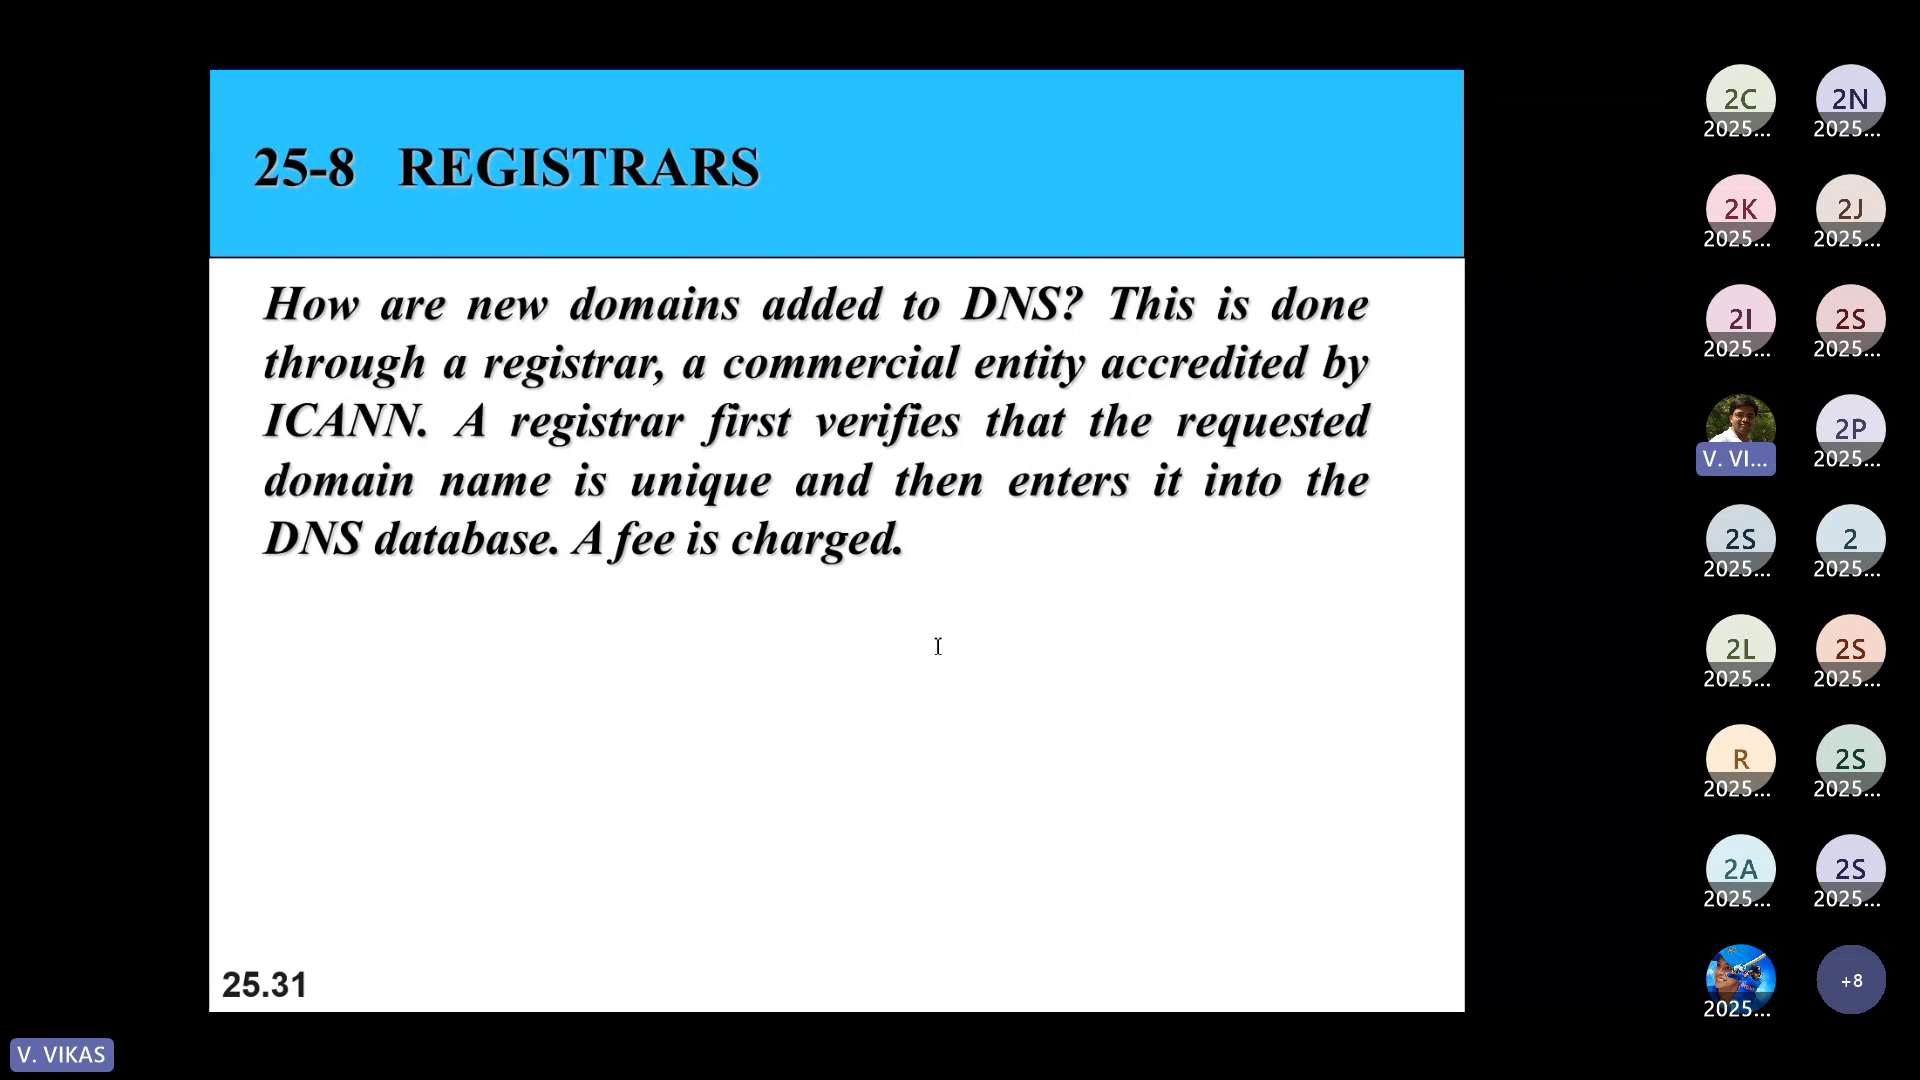 25-8 REGISTRARS
How are new domains added to DNS? This is done
through a registrar, a commercial entity accredited by
ICANN. A registrar first verifies that the requested
domain name is unique and then enters it into the
DNS database. A fee is charged.
25.31
V. VIKAS
2C
2025...
2N
2025...
2K
2025...
2J
2025...
2I
2025...
2S
2025...
V. VI...
2P
2025...
2S
2025...
2
2025...
2L
2025...
2S
2025...
R
2025...
2S
2025...
2A
2025...
2S
2025...
2025...
+8